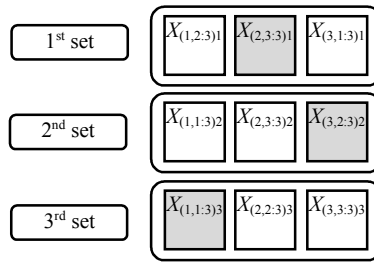 1st set X(1,2:3)1 X(2,3:3)1 X(3,1:3)1
2nd set X(1,1:3)2 X(2,3:3)2 X(3,2:3)2
3rd set X(1,1:3)3 X(2,2:3)3 X(3,3:3)3